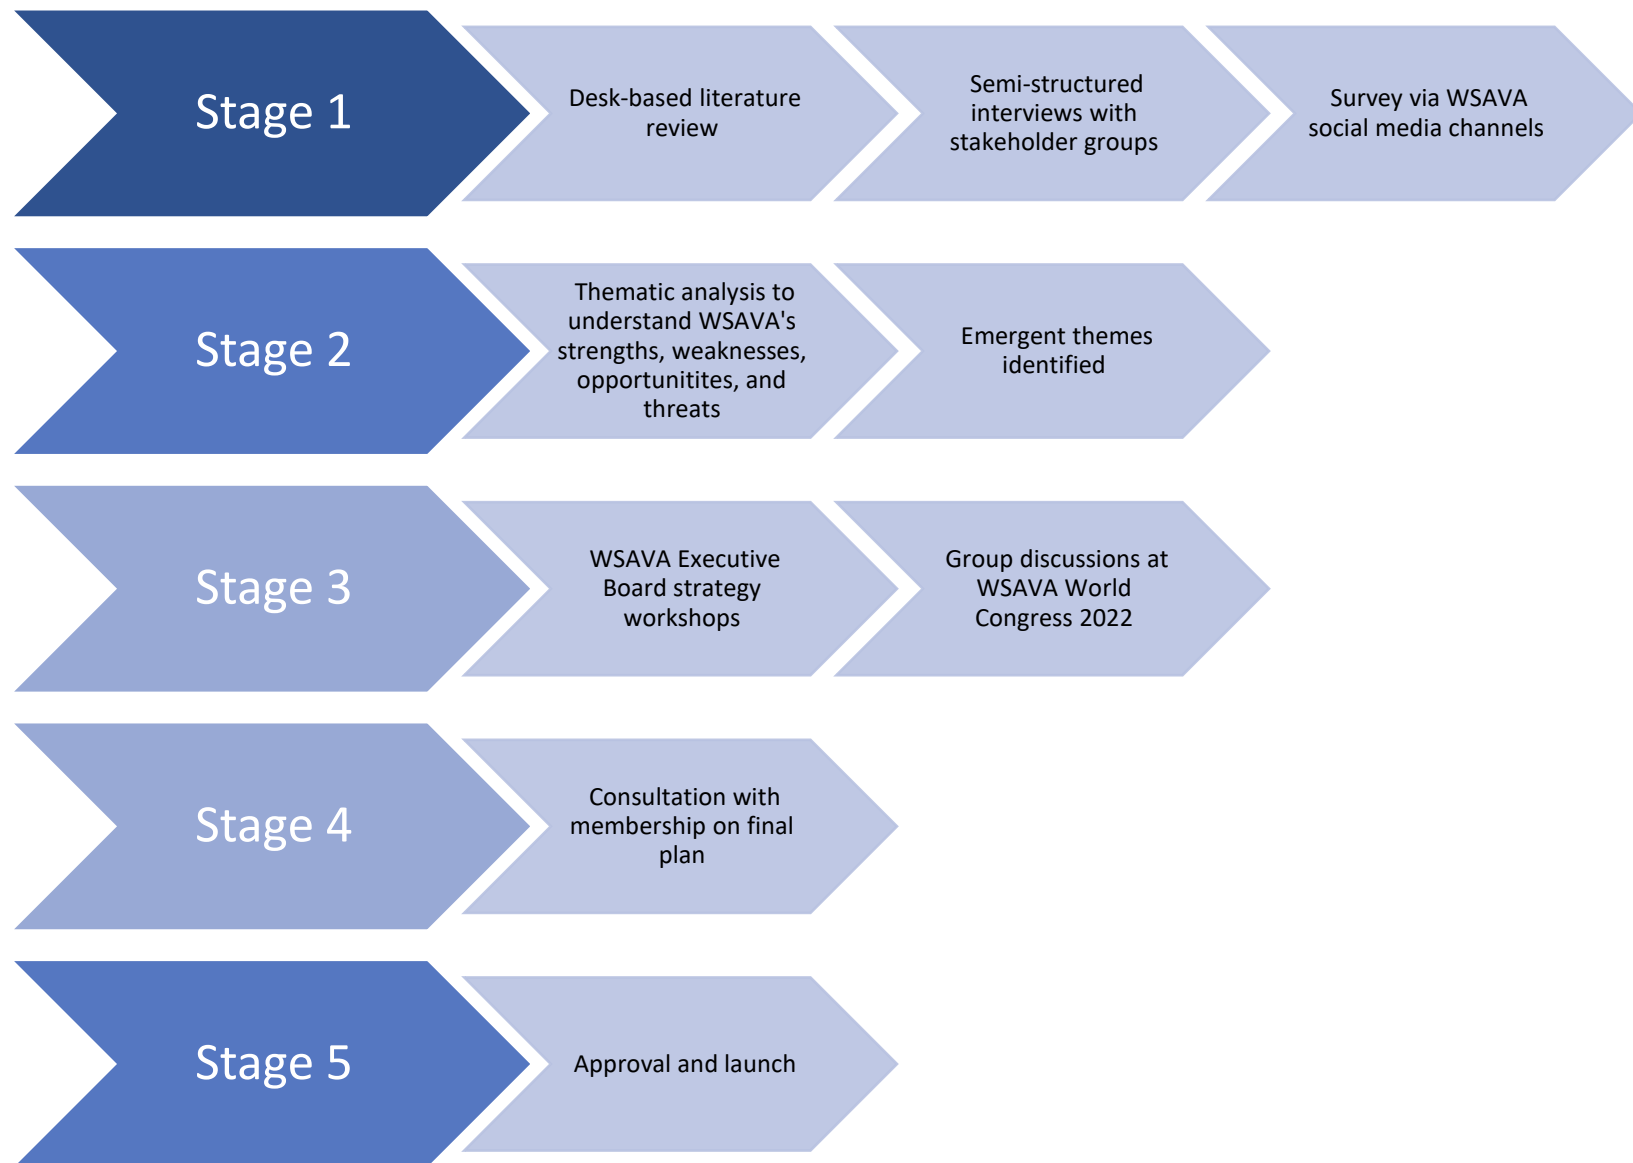 Stage 1
Desk-based literature
review
Semi-structured
interviews with
stakeholder groups
Survey via WSAVA
social media channels
Stage 2
Thematic analysis to
understand WSAVA's
strengths, weaknesses,
opportunitites, and
threats
Emergent themes
identified
Stage 3
WSAVA Executive
Board strategy
workshops
Group discussions at
WSAVA World
Congress 2022
Stage 4
Consultation with
membership on final
plan
Stage 5
Approval and launch